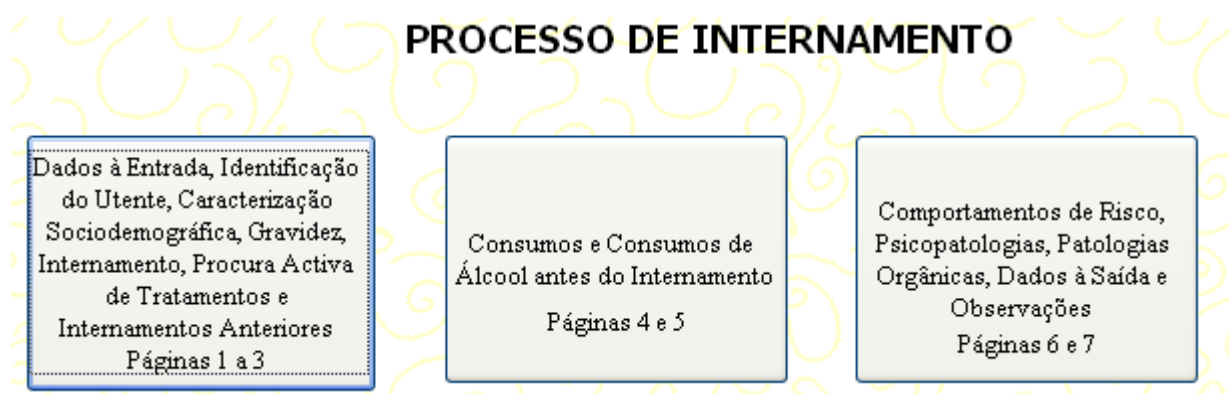 PROCESSO DE INTERNAMENTO
Dados à Entrada, Identificação
do Utente, Caracterização
Sociodemográfica, Gravidez,
Internamento, Procura Activa
de Tratamentos e
Internamentos Anteriores
Páginas 1 a 3
Consumos e Consumos de
Álcool antes do Internamento
Páginas 4 e 5
Comportamentos de Risco,
Psicopatologias, Patologias
Orgânicas, Dados à Saída e
Observações
Páginas 6 e 7